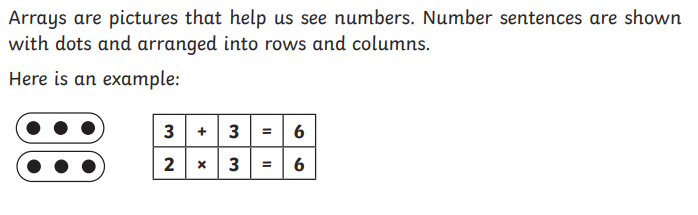 Arrays are pictures that help us see numbers. Number sentences are shown
with dots and arranged into rows and columns.
Here is an example:
3 + 3 = 6
2 × 3 = 6